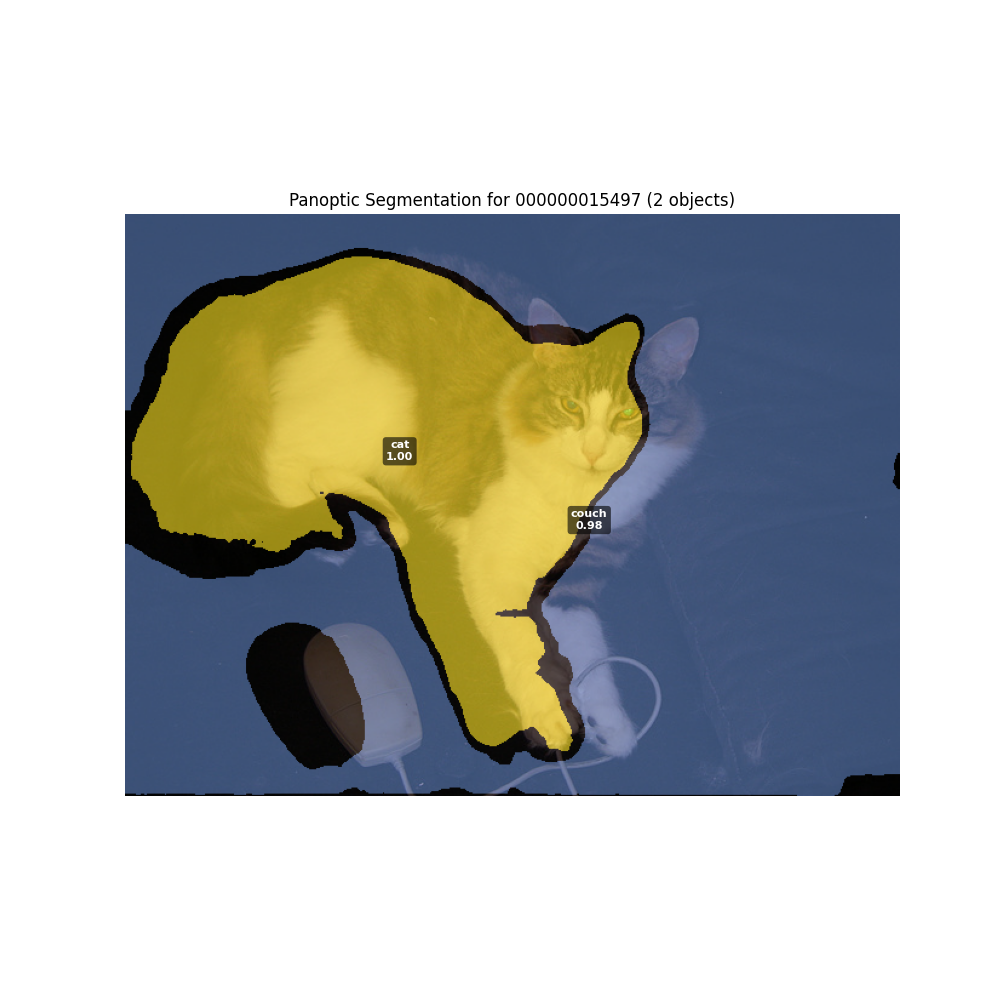 Panoptic Segmentation for 000000015497 (2 objects)
cat
1.00
couch
0.98